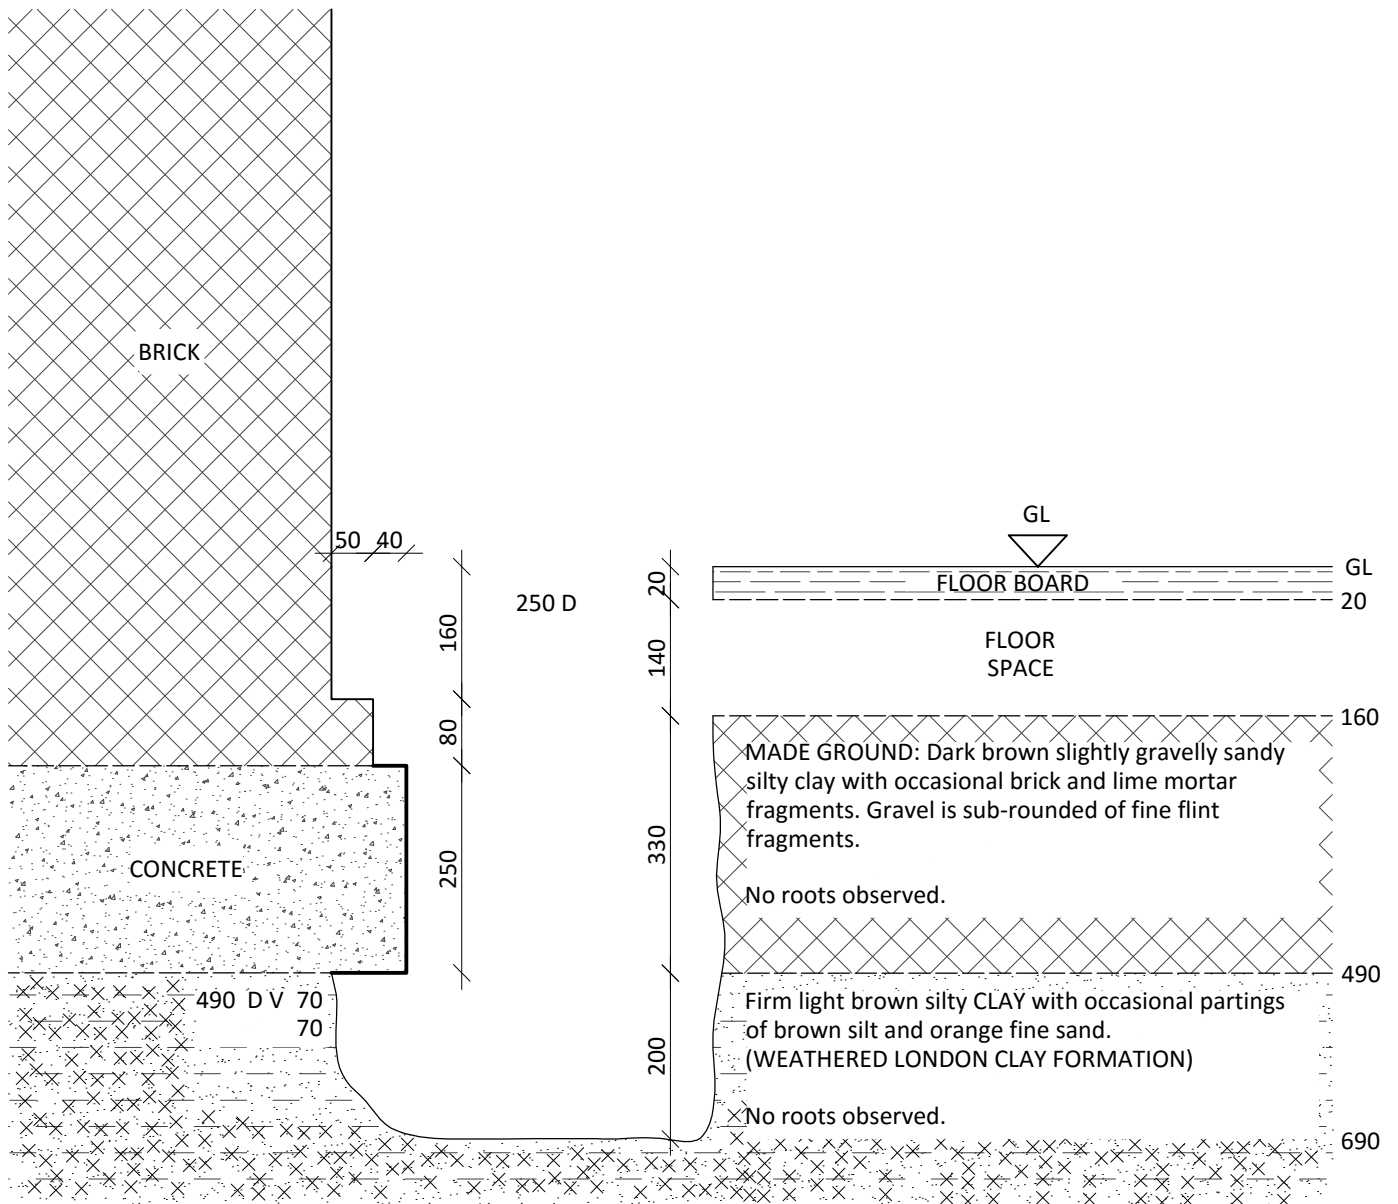 BRICK
GL
50 40
GL
FLOOR BOARD
20
20
250 D
160
140
FLOOR
SPACE
160
80
MADE GROUND: Dark brown slightly gravelly sandy
silty clay with occasional brick and lime mortar
fragments. Gravel is sub-rounded of fine flint
fragments.
No roots observed.
330
CONCRETE
250
490
490 D V 70
70
Firm light brown silty CLAY with occasional partings
of brown silt and orange fine sand.
(WEATHERED LONDON CLAY FORMATION)
No roots observed.
200
690